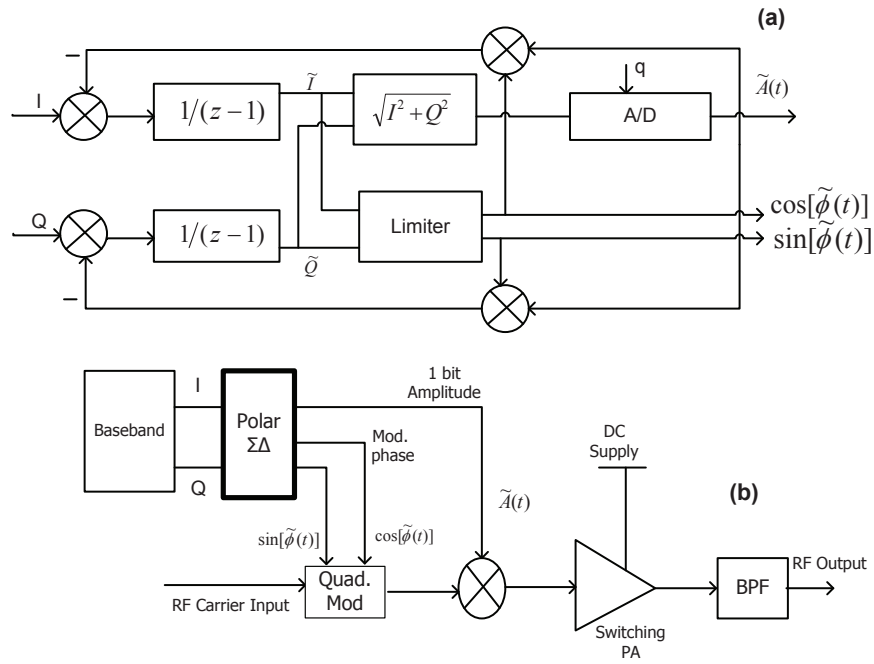 (a)
−
I
1/(z − 1)
Ĩ
√I² + Q²
q
A/D
Ã(t)
Q
1/(z − 1)
Q̃
Limiter
cos[ϕ̃(t)]
sin[ϕ̃(t)]
−
Baseband
I
Q
Polar
ΣΔ
1 bit
Amplitude
Mod.
phase
sin[ϕ̃(t)]
cos[ϕ̃(t)]
Ã(t)
DC
Supply
(b)
RF Carrier Input
Quad.
Mod
Switching
PA
BPF
RF Output